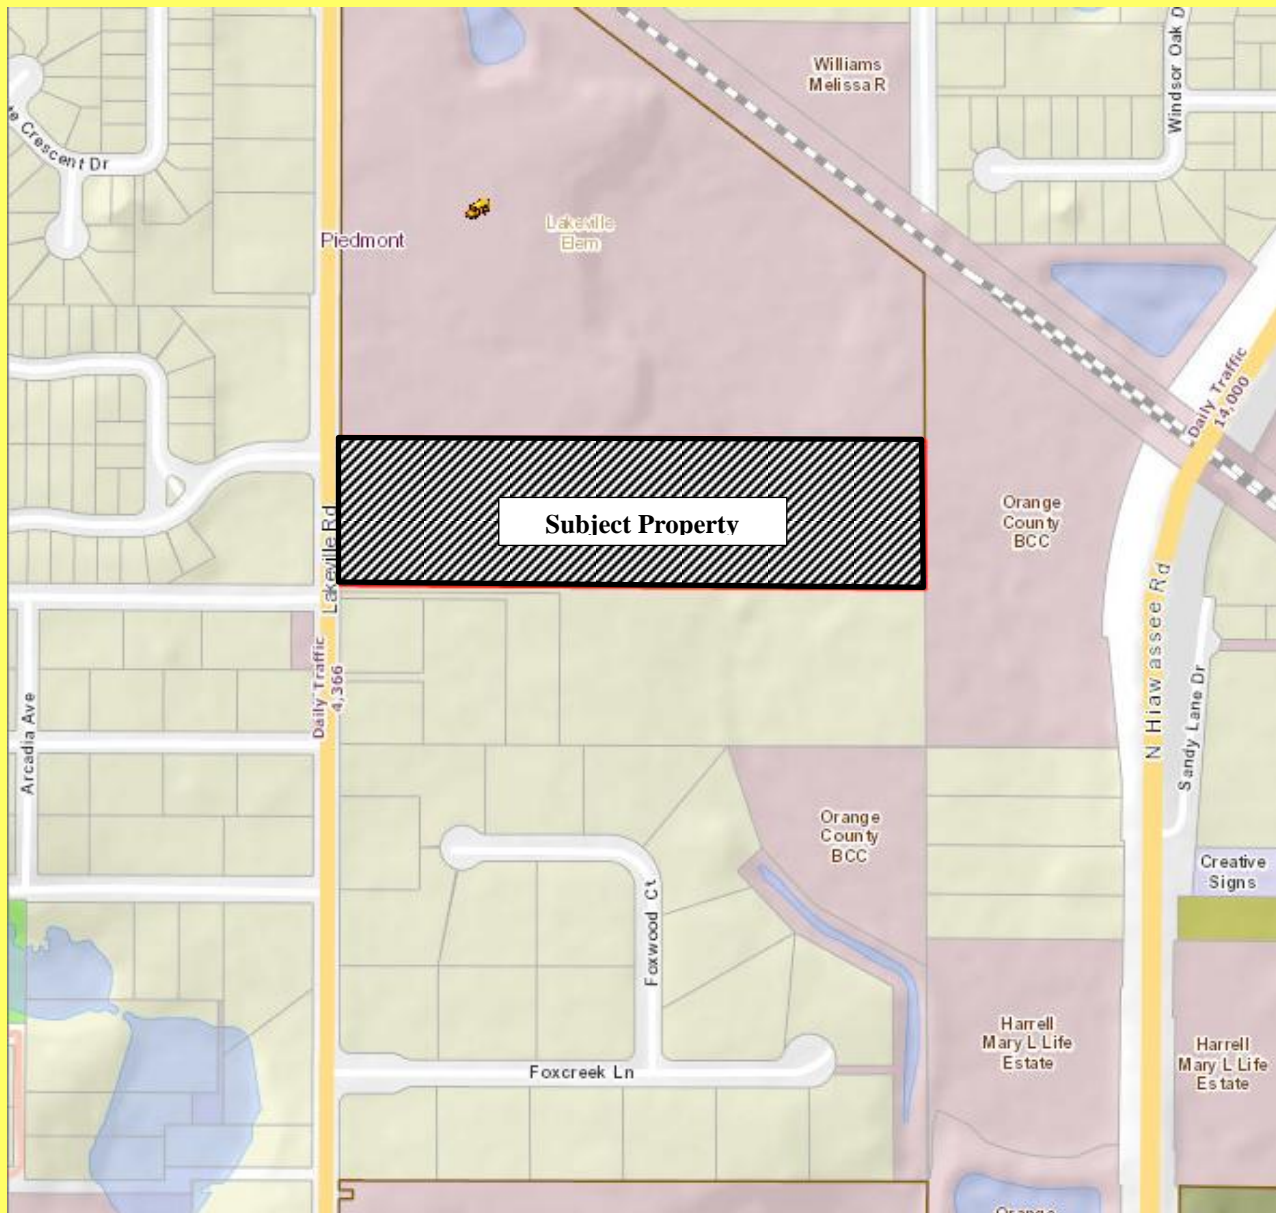 Williams
Melissa R
Windsor Oak D
te Crescent Dr
Lakeville
Elem
Piedmont
Daily Traffic
14,000
Subject Property
Orange
County
BCC
Lakeville Rd
N Hiawassee Rd
Daily Traffic
4,366
Sandy Lane Dr
Arcadia Ave
Orange
County
BCC
Creative
Signs
Foxwood Ct
Harrell
Mary L Life
Estate
Harrell
Mary L Life
Estate
Foxcreek Ln
Orange